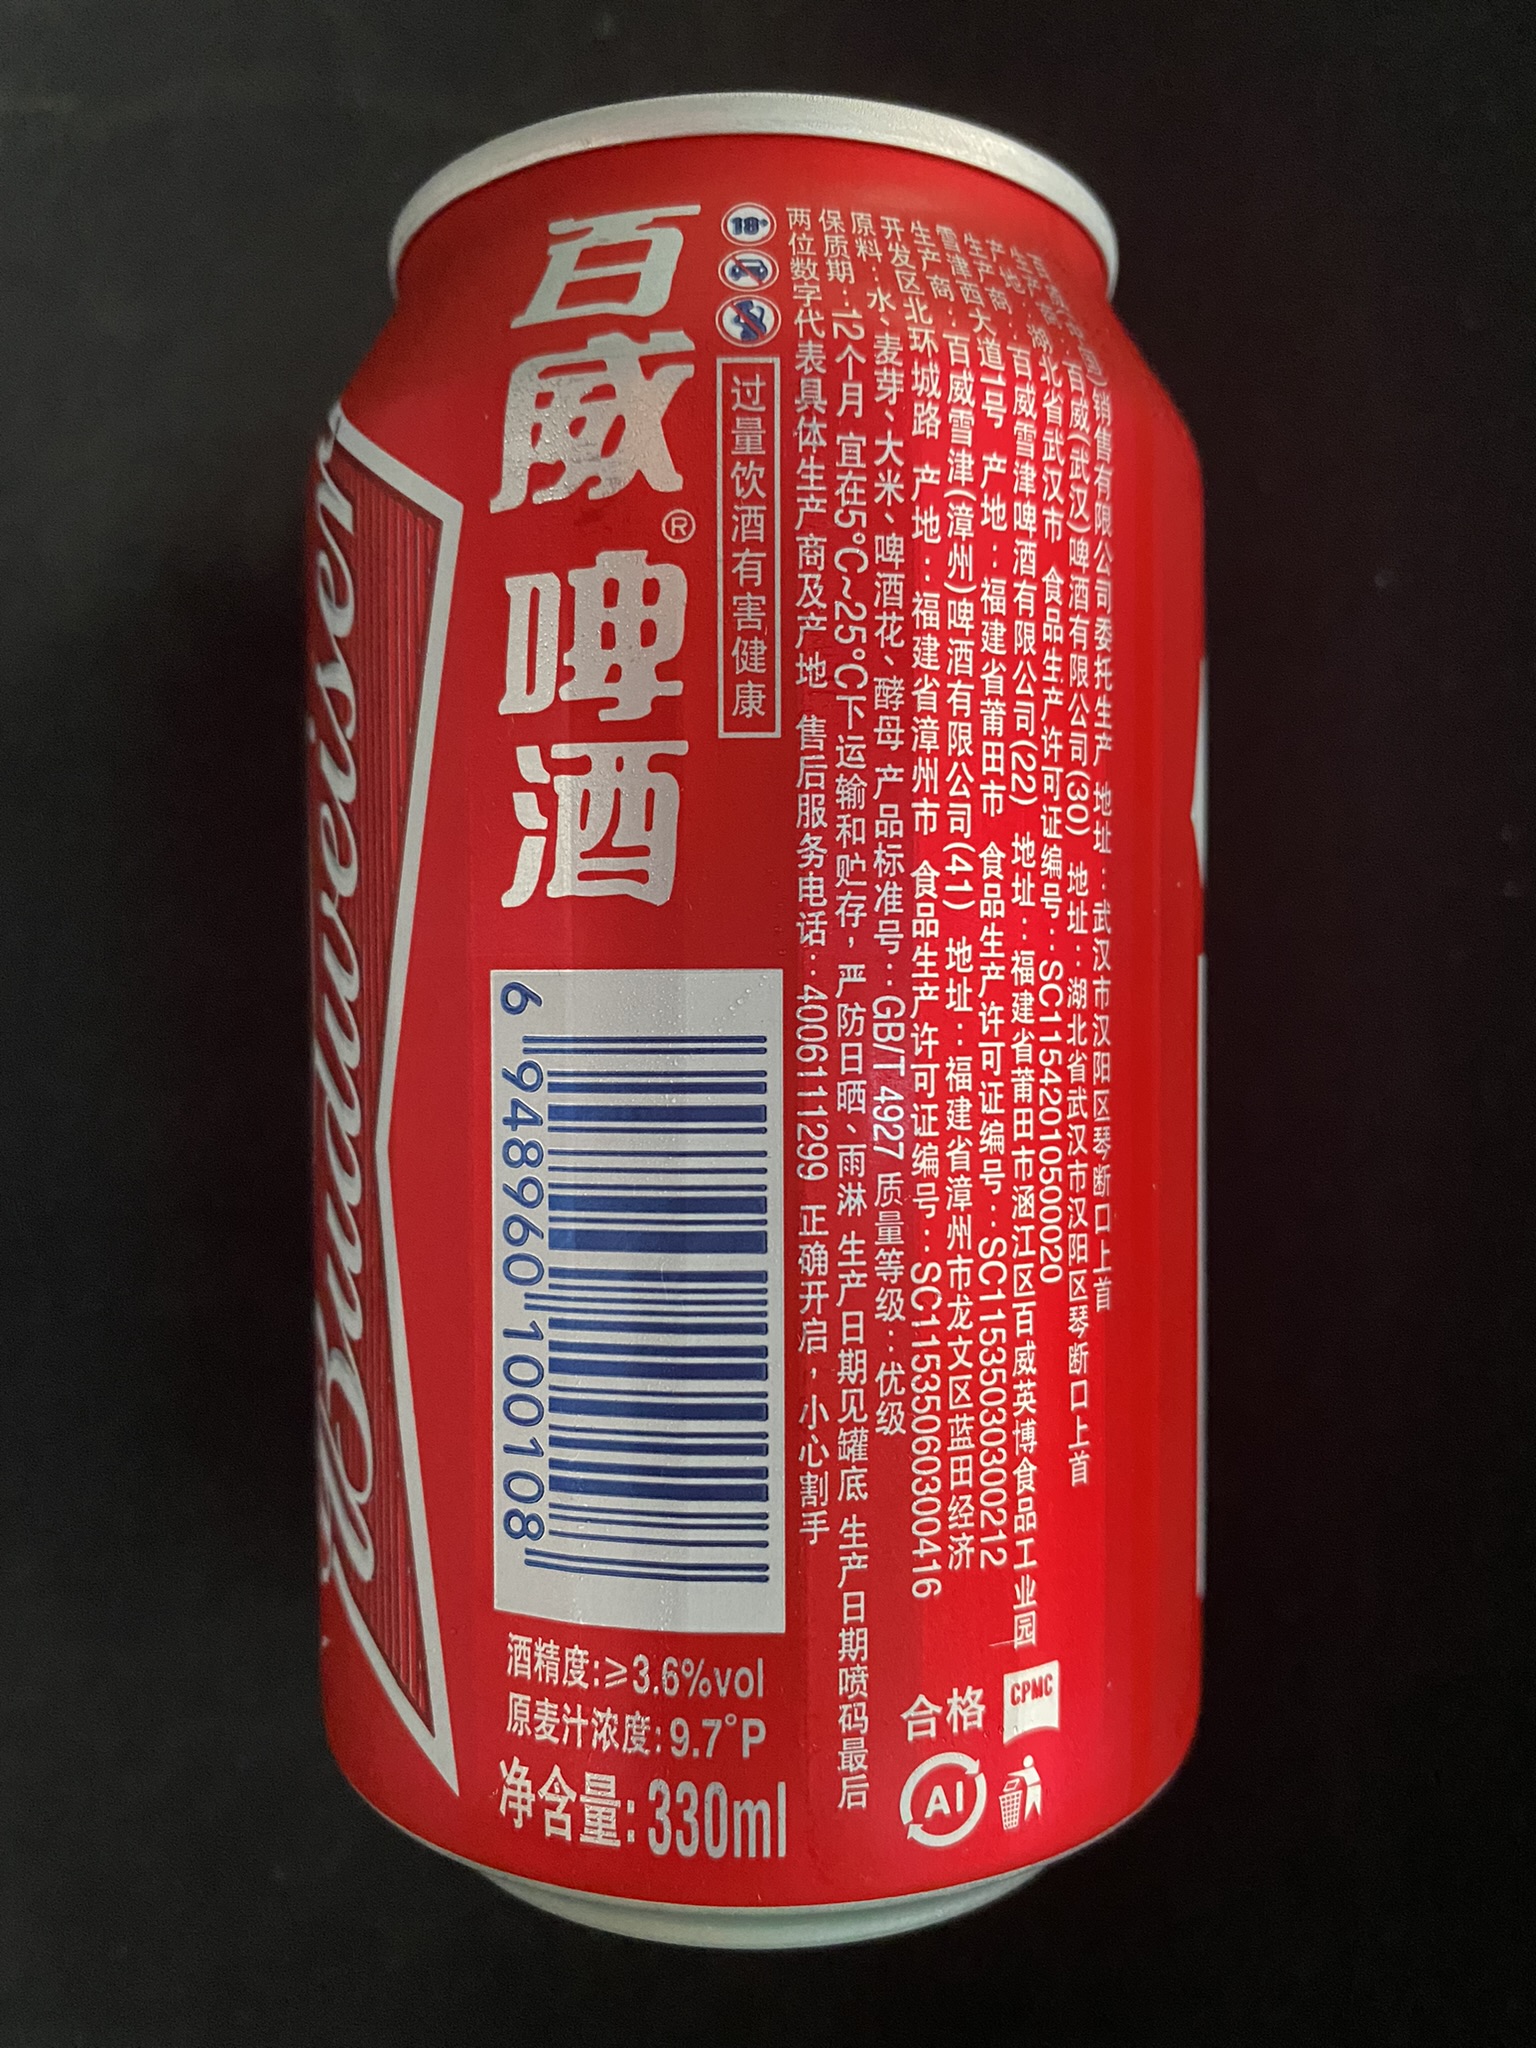 Budweiser
百威®啤酒
18+
过量饮酒有害健康
6 948960 100108
酒精度:≥3.6%vol
原麦汁浓度:9.7°P
净含量:330ml
销售有限公司委托生产 地址:武汉市汉阳区琴断口上首
生产商:百威(武汉)啤酒有限公司(30) 地址:湖北省武汉市汉阳区琴断口上首
产地:湖北省武汉市 食品生产许可证编号:SC11542010500020
生产商:百威雪津啤酒有限公司(22) 地址:福建省莆田市涵江区百威英博食品工业园
雪津西大道1号 产地:福建省莆田市 食品生产许可证编号:SC11535030300212
生产商:百威雪津(漳州)啤酒有限公司(41) 地址:福建省漳州市龙文区蓝田经济
开发区北环城路 产地:福建省漳州市 食品生产许可证编号:SC11535060300416
原料:水、麦芽、大米、啤酒花、酵母 产品标准号:GB/T 4927 质量等级:优级
保质期:12个月 宜在5°C~25°C下运输和贮存,严防日晒、雨淋 生产日期见罐底 生产日期喷码最后
两位数字代表具体生产商及产地 售后服务电话:4006111299 正确开启,小心割手
合格
CPMC
Al